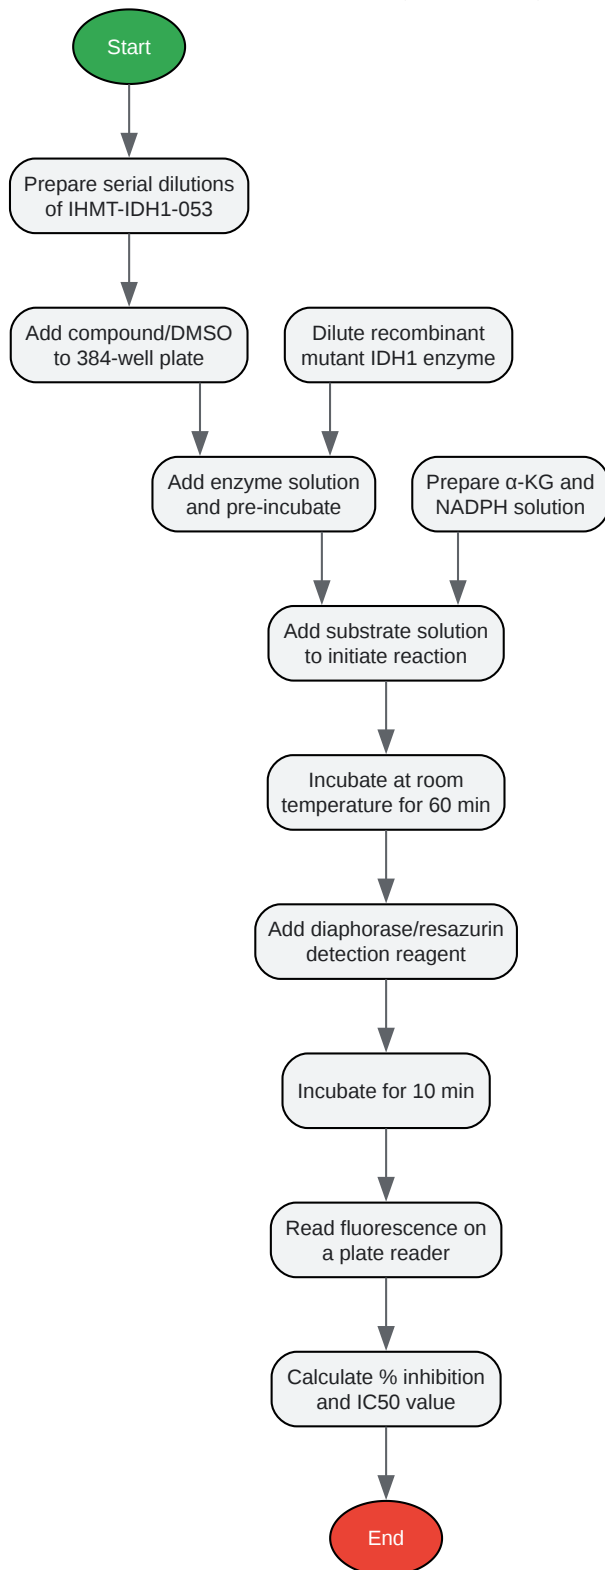 Start
Prepare serial dilutions
of IHMT-IDH1-053
Add compound/DMSO
to 384-well plate
Dilute recombinant
mutant IDH1 enzyme
Add enzyme solution
and pre-incubate
Prepare α-KG and
NADPH solution
Add substrate solution
to initiate reaction
Incubate at room
temperature for 60 min
Add diaphorase/resazurin
detection reagent
Incubate for 10 min
Read fluorescence on
a plate reader
Calculate % inhibition
and IC50 value
End